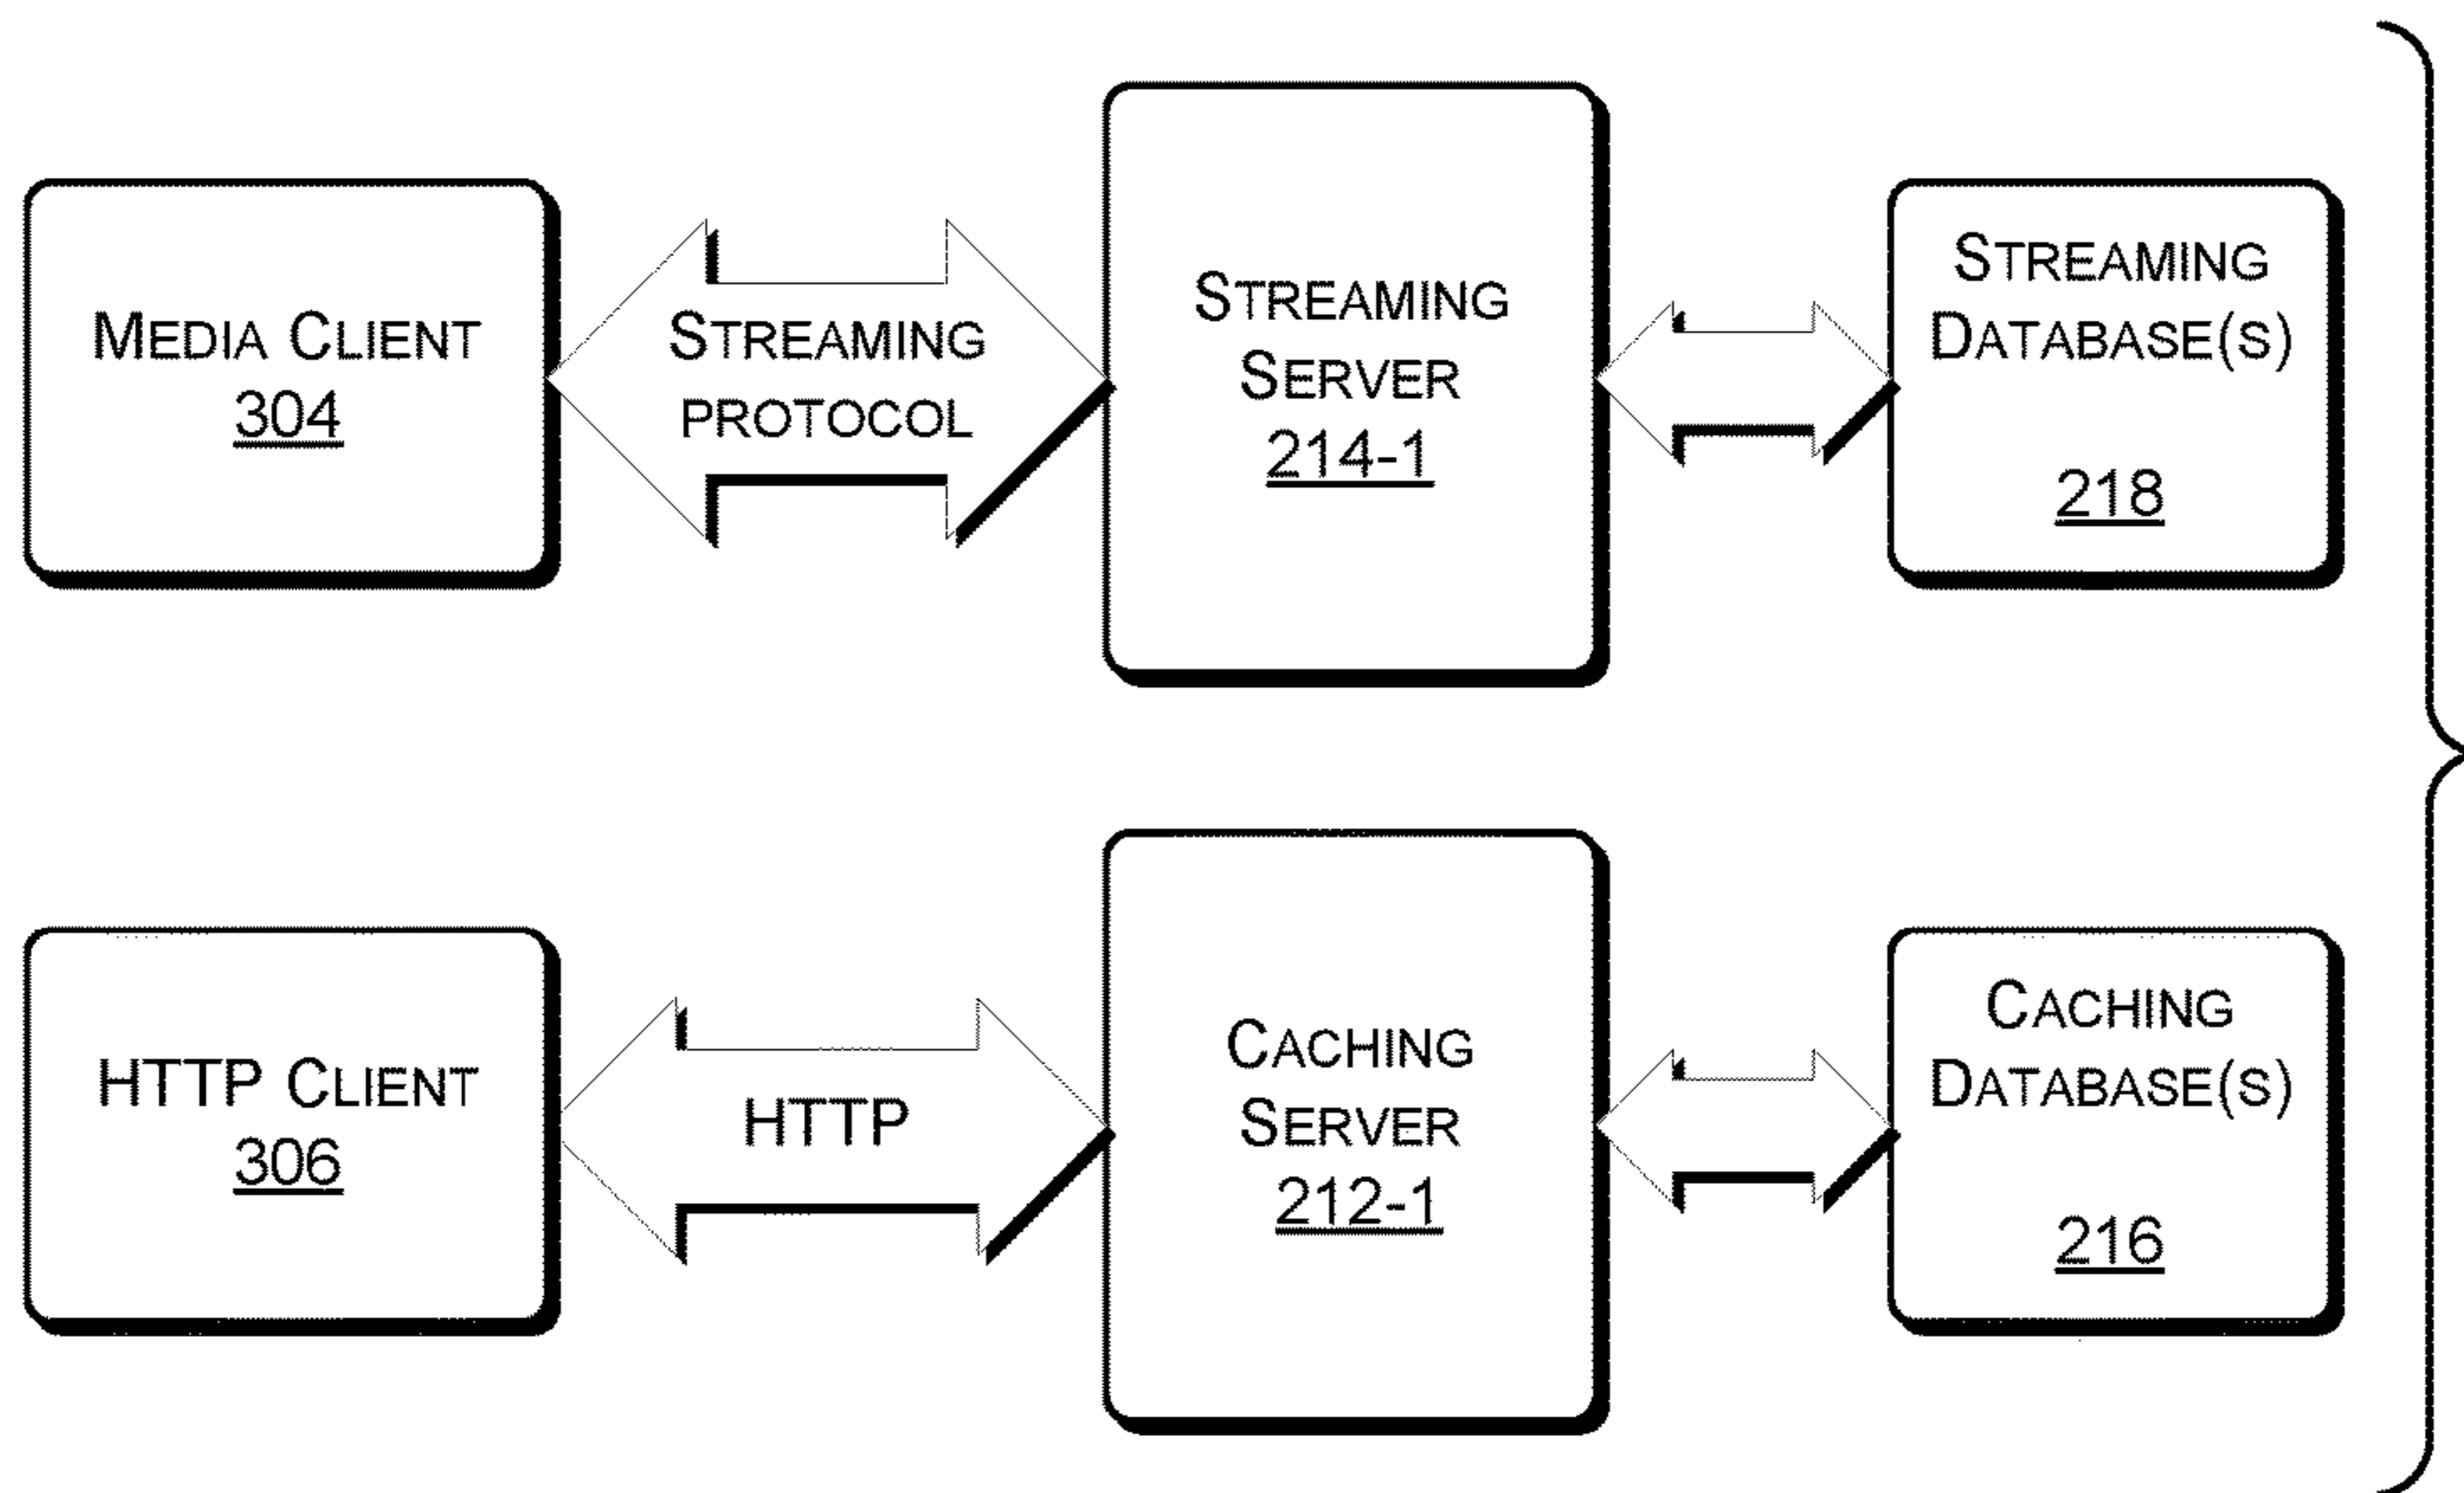 MEDIA CLIENT
304
STREAMING
PROTOCOL
STREAMING
SERVER
214-1
STREAMING
DATABASE(S)
218
HTTP CLIENT
306
HTTP
CACHING
SERVER
212-1
CACHING
DATABASE(S)
216